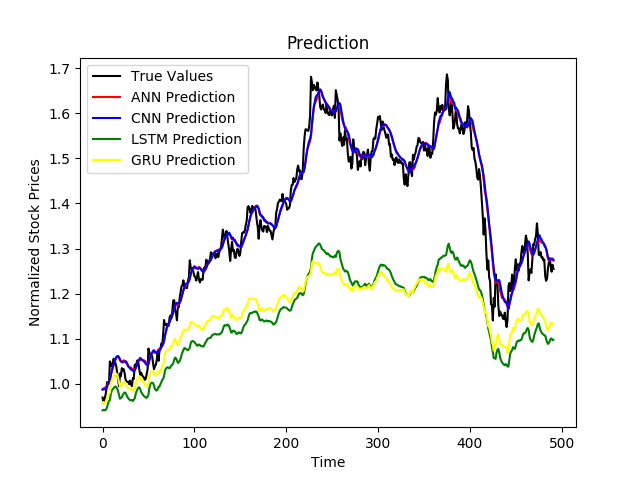 Prediction
True Values
ANN Prediction
CNN Prediction
LSTM Prediction
GRU Prediction
Normalized Stock Prices
1.7
1.6
1.5
1.4
1.3
1.2
1.1
1.0
0 100 200 300 400 500
Time